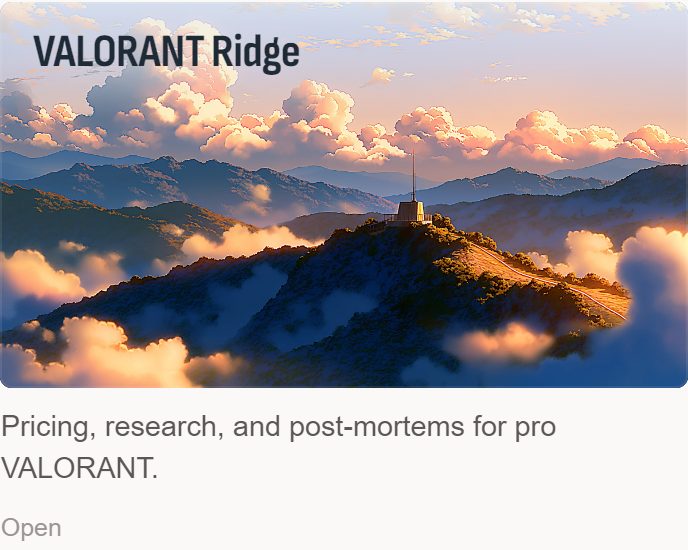 VALORANT Ridge
Pricing, research, and post-mortems for pro
VALORANT.
Open